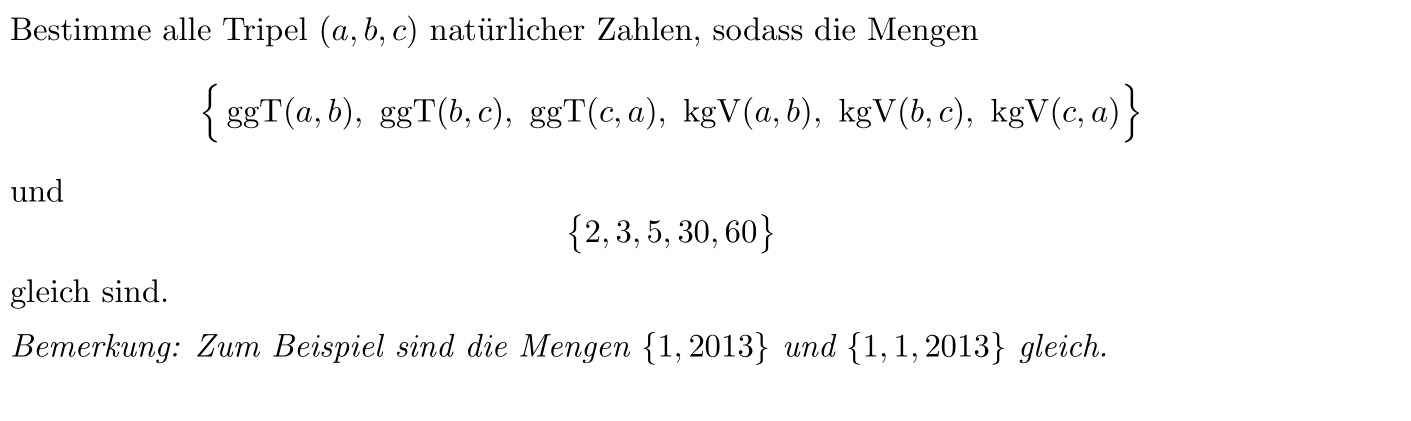 Bestimme alle Tripel (a, b, c) natürlicher Zahlen, sodass die Mengen
{ ggT(a, b), ggT(b, c), ggT(c, a), kgV(a, b), kgV(b, c), kgV(c, a) }
und
{2, 3, 5, 30, 60}
gleich sind.
Bemerkung: Zum Beispiel sind die Mengen {1, 2013} und {1, 1, 2013} gleich.